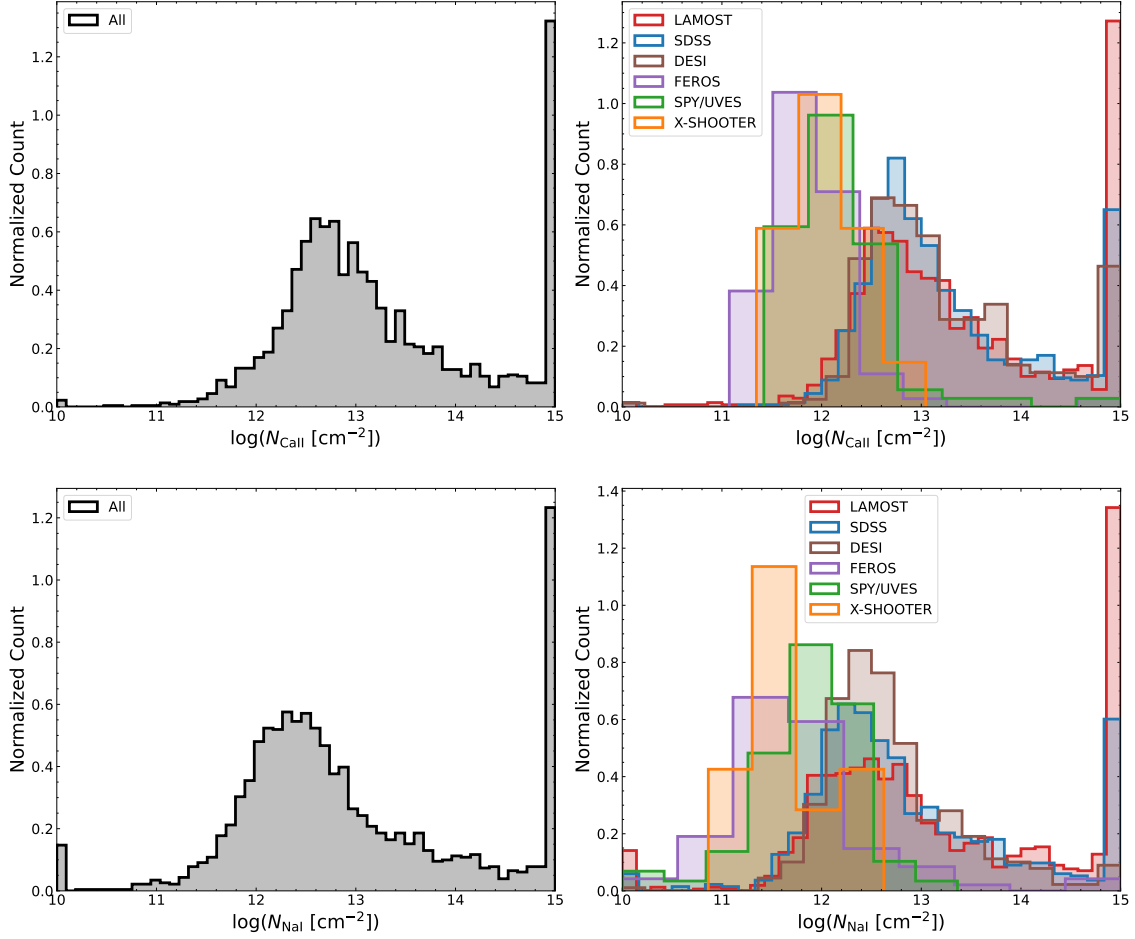 All
Normalized Count
1.2
1.0
0.8
0.6
0.4
0.2
0.0
10 11 12 13 14 15
log(N_CaII [cm⁻²])
LAMOST
SDSS
DESI
FEROS
SPY/UVES
X-SHOOTER
Normalized Count
1.2
1.0
0.8
0.6
0.4
0.2
0.0
10 11 12 13 14 15
log(N_CaII [cm⁻²])
All
Normalized Count
1.2
1.0
0.8
0.6
0.4
0.2
0.0
10 11 12 13 14 15
log(N_NaI [cm⁻²])
LAMOST
SDSS
DESI
FEROS
SPY/UVES
X-SHOOTER
Normalized Count
1.4
1.2
1.0
0.8
0.6
0.4
0.2
0.0
10 11 12 13 14 15
log(N_NaI [cm⁻²])